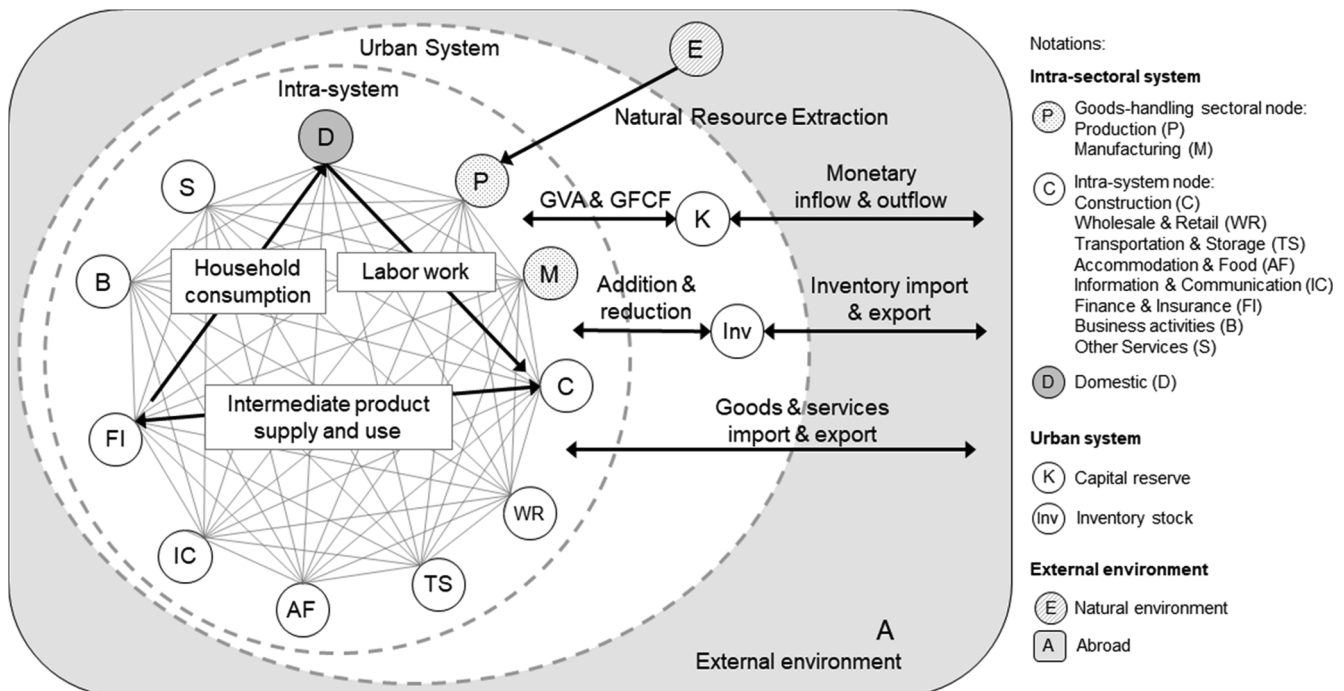 Urban System
E
Intra-system
D
Natural Resource Extraction
S
P
GVA & GFCF
K
Monetary
inflow & outflow
B
Household
consumption
Labor work
M
Addition &
reduction
Inv
Inventory import
& export
C
Intermediate product
supply and use
Goods & services
import & export
FI
WR
IC
TS
AF
A
External environment
Notations:
Intra-sectoral system
P
Goods-handling sectoral node:
Production (P)
Manufacturing (M)
C
Intra-system node:
Construction (C)
Wholesale & Retail (WR)
Transportation & Storage (TS)
Accommodation & Food (AF)
Information & Communication (IC)
Finance & Insurance (FI)
Business activities (B)
Other Services (S)
D Domestic (D)
Urban system
K Capital reserve
Inv Inventory stock
External environment
E Natural environment
A Abroad